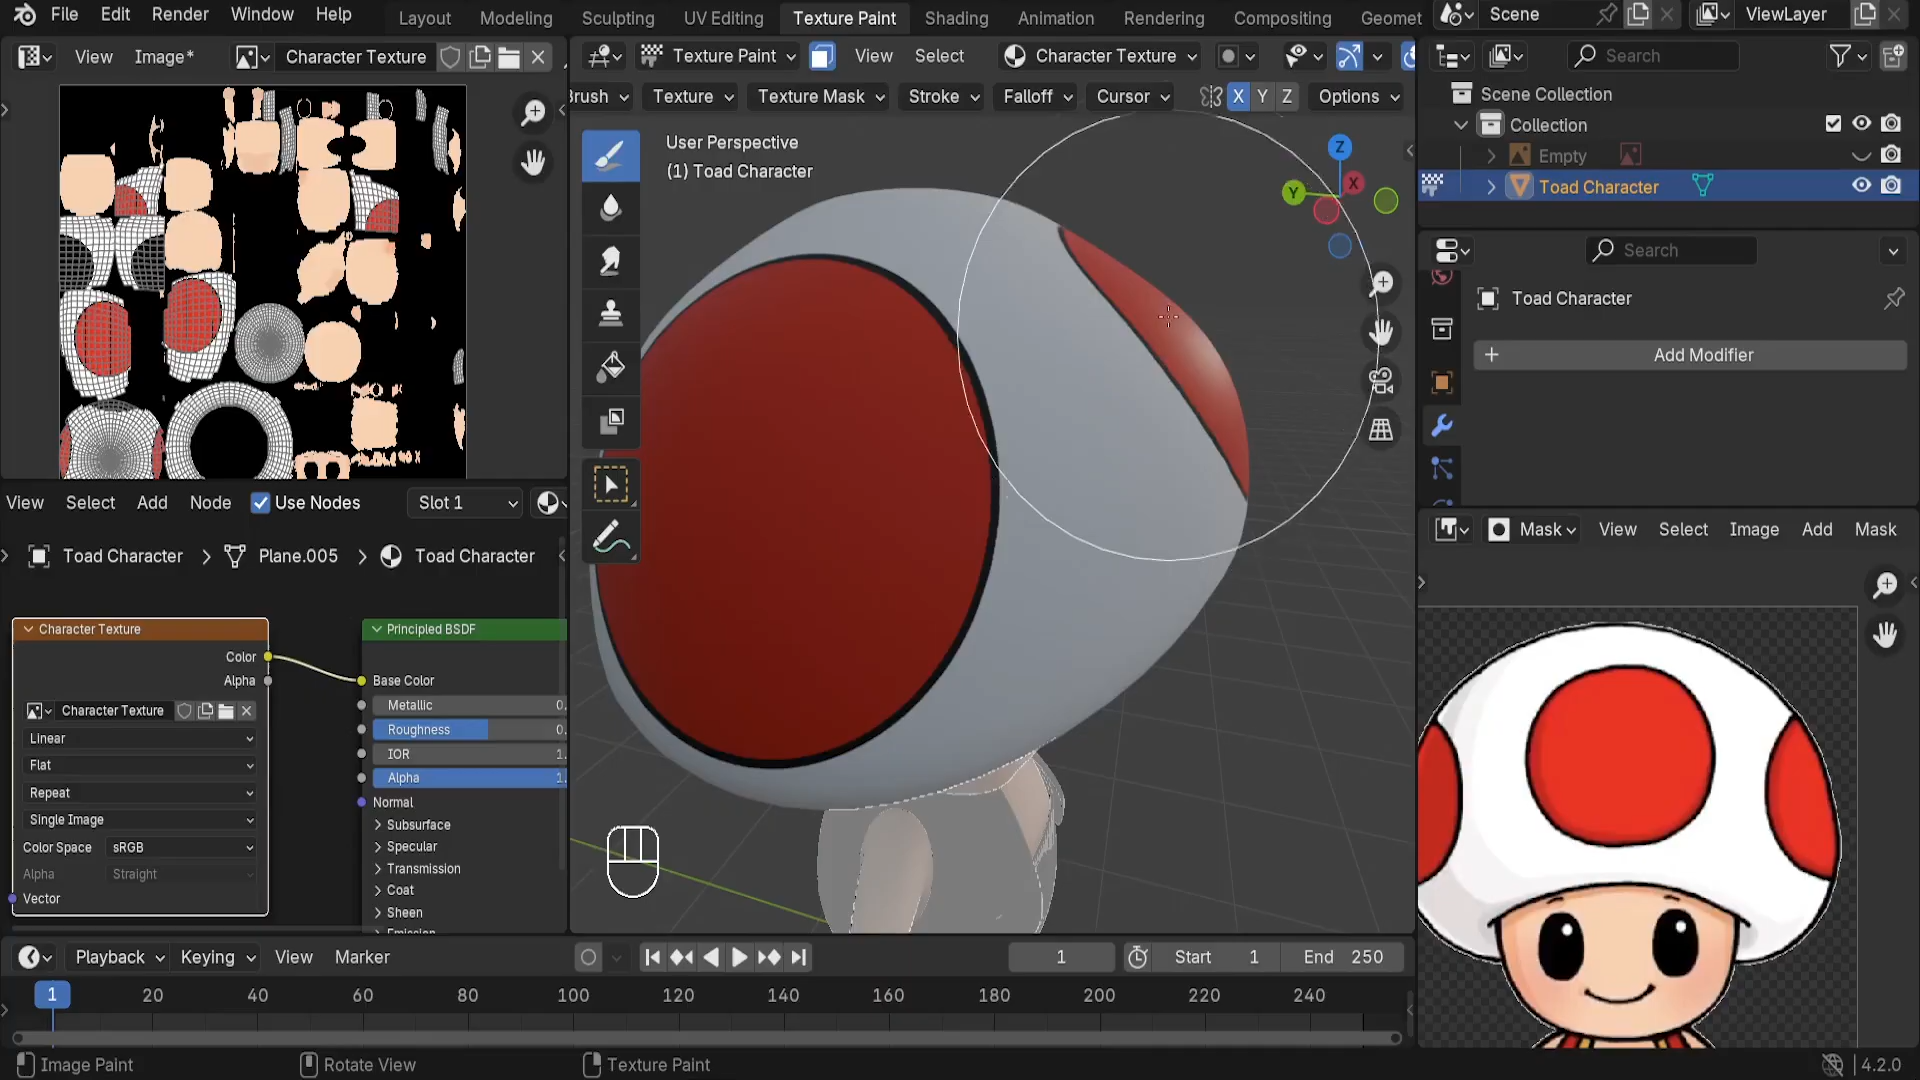 File Edit Render Window Help Layout Modeling Sculpting UV Editing Texture Paint Shading Animation Rendering Compositing Scene ViewLayer
View Image* Character Texture
Texture Paint View Select Character Texture
Search
Texture Texture Mask Stroke Falloff Cursor X Y Z Options
Scene Collection
Collection
Empty
Toad Character
User Perspective
(1) Toad Character
Z
Y
X
Search
Toad Character
Add Modifier
View Select Add Node Use Nodes Slot 1
Mask View Select Image Add Mask
Toad Character Plane.005 Toad Character
Character Texture
Color
Alpha
Character Texture
Linear
Flat
Repeat
Single Image
Color Space sRGB
Alpha Straight
Vector
Principled BSDF
Base Color
Metallic
Roughness
IOR
Alpha
Normal
Subsurface
Specular
Transmission
Coat
Sheen
Playback Keying View Marker 1 Start 1 End 250
1 20 40 60 80 100 120 140 160 180 200 220 240
Image Paint Rotate View Texture Paint 4.2.0